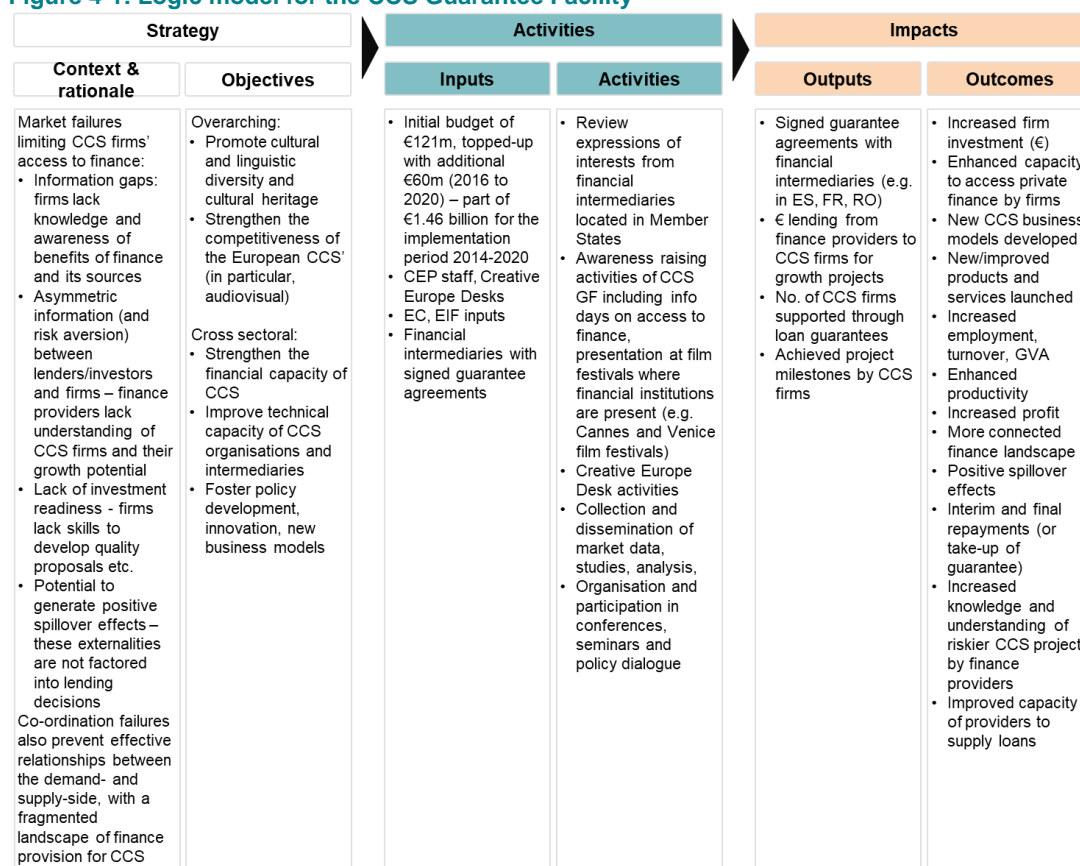 Figure 4-1: Logic model for the CCS Guarantee Facility
Strategy
Activities
Impacts
Context &
rationale
Objectives
Inputs
Activities
Outputs
Outcomes
Market failures
limiting CCS firms'
access to finance:
• Information gaps:
firms lack
knowledge and
awareness of
benefits of finance
and its sources
• Asymmetric
information (and
risk aversion)
between
lenders/investors
and firms – finance
providers lack
understanding of
CCS firms and their
growth potential
• Lack of investment
readiness - firms
lack skills to
develop quality
proposals etc.
• Potential to
generate positive
spillover effects –
these externalities
are not factored
into lending
decisions
Co-ordination failures
also prevent effective
relationships between
the demand- and
supply-side, with a
fragmented
landscape of finance
provision for CCS
Overarching:
• Promote cultural
and linguistic
diversity and
cultural heritage
• Strengthen the
competitiveness of
the European CCS'
(in particular,
audiovisual)
Cross sectoral:
• Strengthen the
financial capacity of
CCS
• Improve technical
capacity of CCS
organisations and
intermediaries
• Foster policy
development,
innovation, new
business models
• Initial budget of
€121m, topped-up
with additional
€60m (2016 to
2020) – part of
€1.46 billion for the
implementation
period 2014-2020
• CEP staff, Creative
Europe Desks
• EC, EIF inputs
• Financial
intermediaries with
signed guarantee
agreements
• Review
expressions of
interests from
financial
intermediaries
located in Member
States
• Awareness raising
activities of CCS
GF including info
days on access to
finance,
presentation at film
festivals where
financial institutions
are present (e.g.
Cannes and Venice
film festivals)
• Creative Europe
Desk activities
• Collection and
dissemination of
market data,
studies, analysis,
• Organisation and
participation in
conferences,
seminars and
policy dialogue
• Signed guarantee
agreements with
financial
intermediaries (e.g.
in ES, FR, RO)
• € lending from
finance providers to
CCS firms for
growth projects
• No. of CCS firms
supported through
loan guarantees
• Achieved project
milestones by CCS
firms
• Increased firm
investment (€)
• Enhanced capacity
to access private
finance by firms
• New CCS business
models developed
• New/improved
products and
services launched
• Increased
employment,
turnover, GVA
• Enhanced
productivity
• Increased profit
• More connected
finance landscape
• Positive spillover
effects
• Interim and final
repayments (or
take-up of
guarantee)
• Increased
knowledge and
understanding of
riskier CCS project
by finance
providers
• Improved capacity
of providers to
supply loans